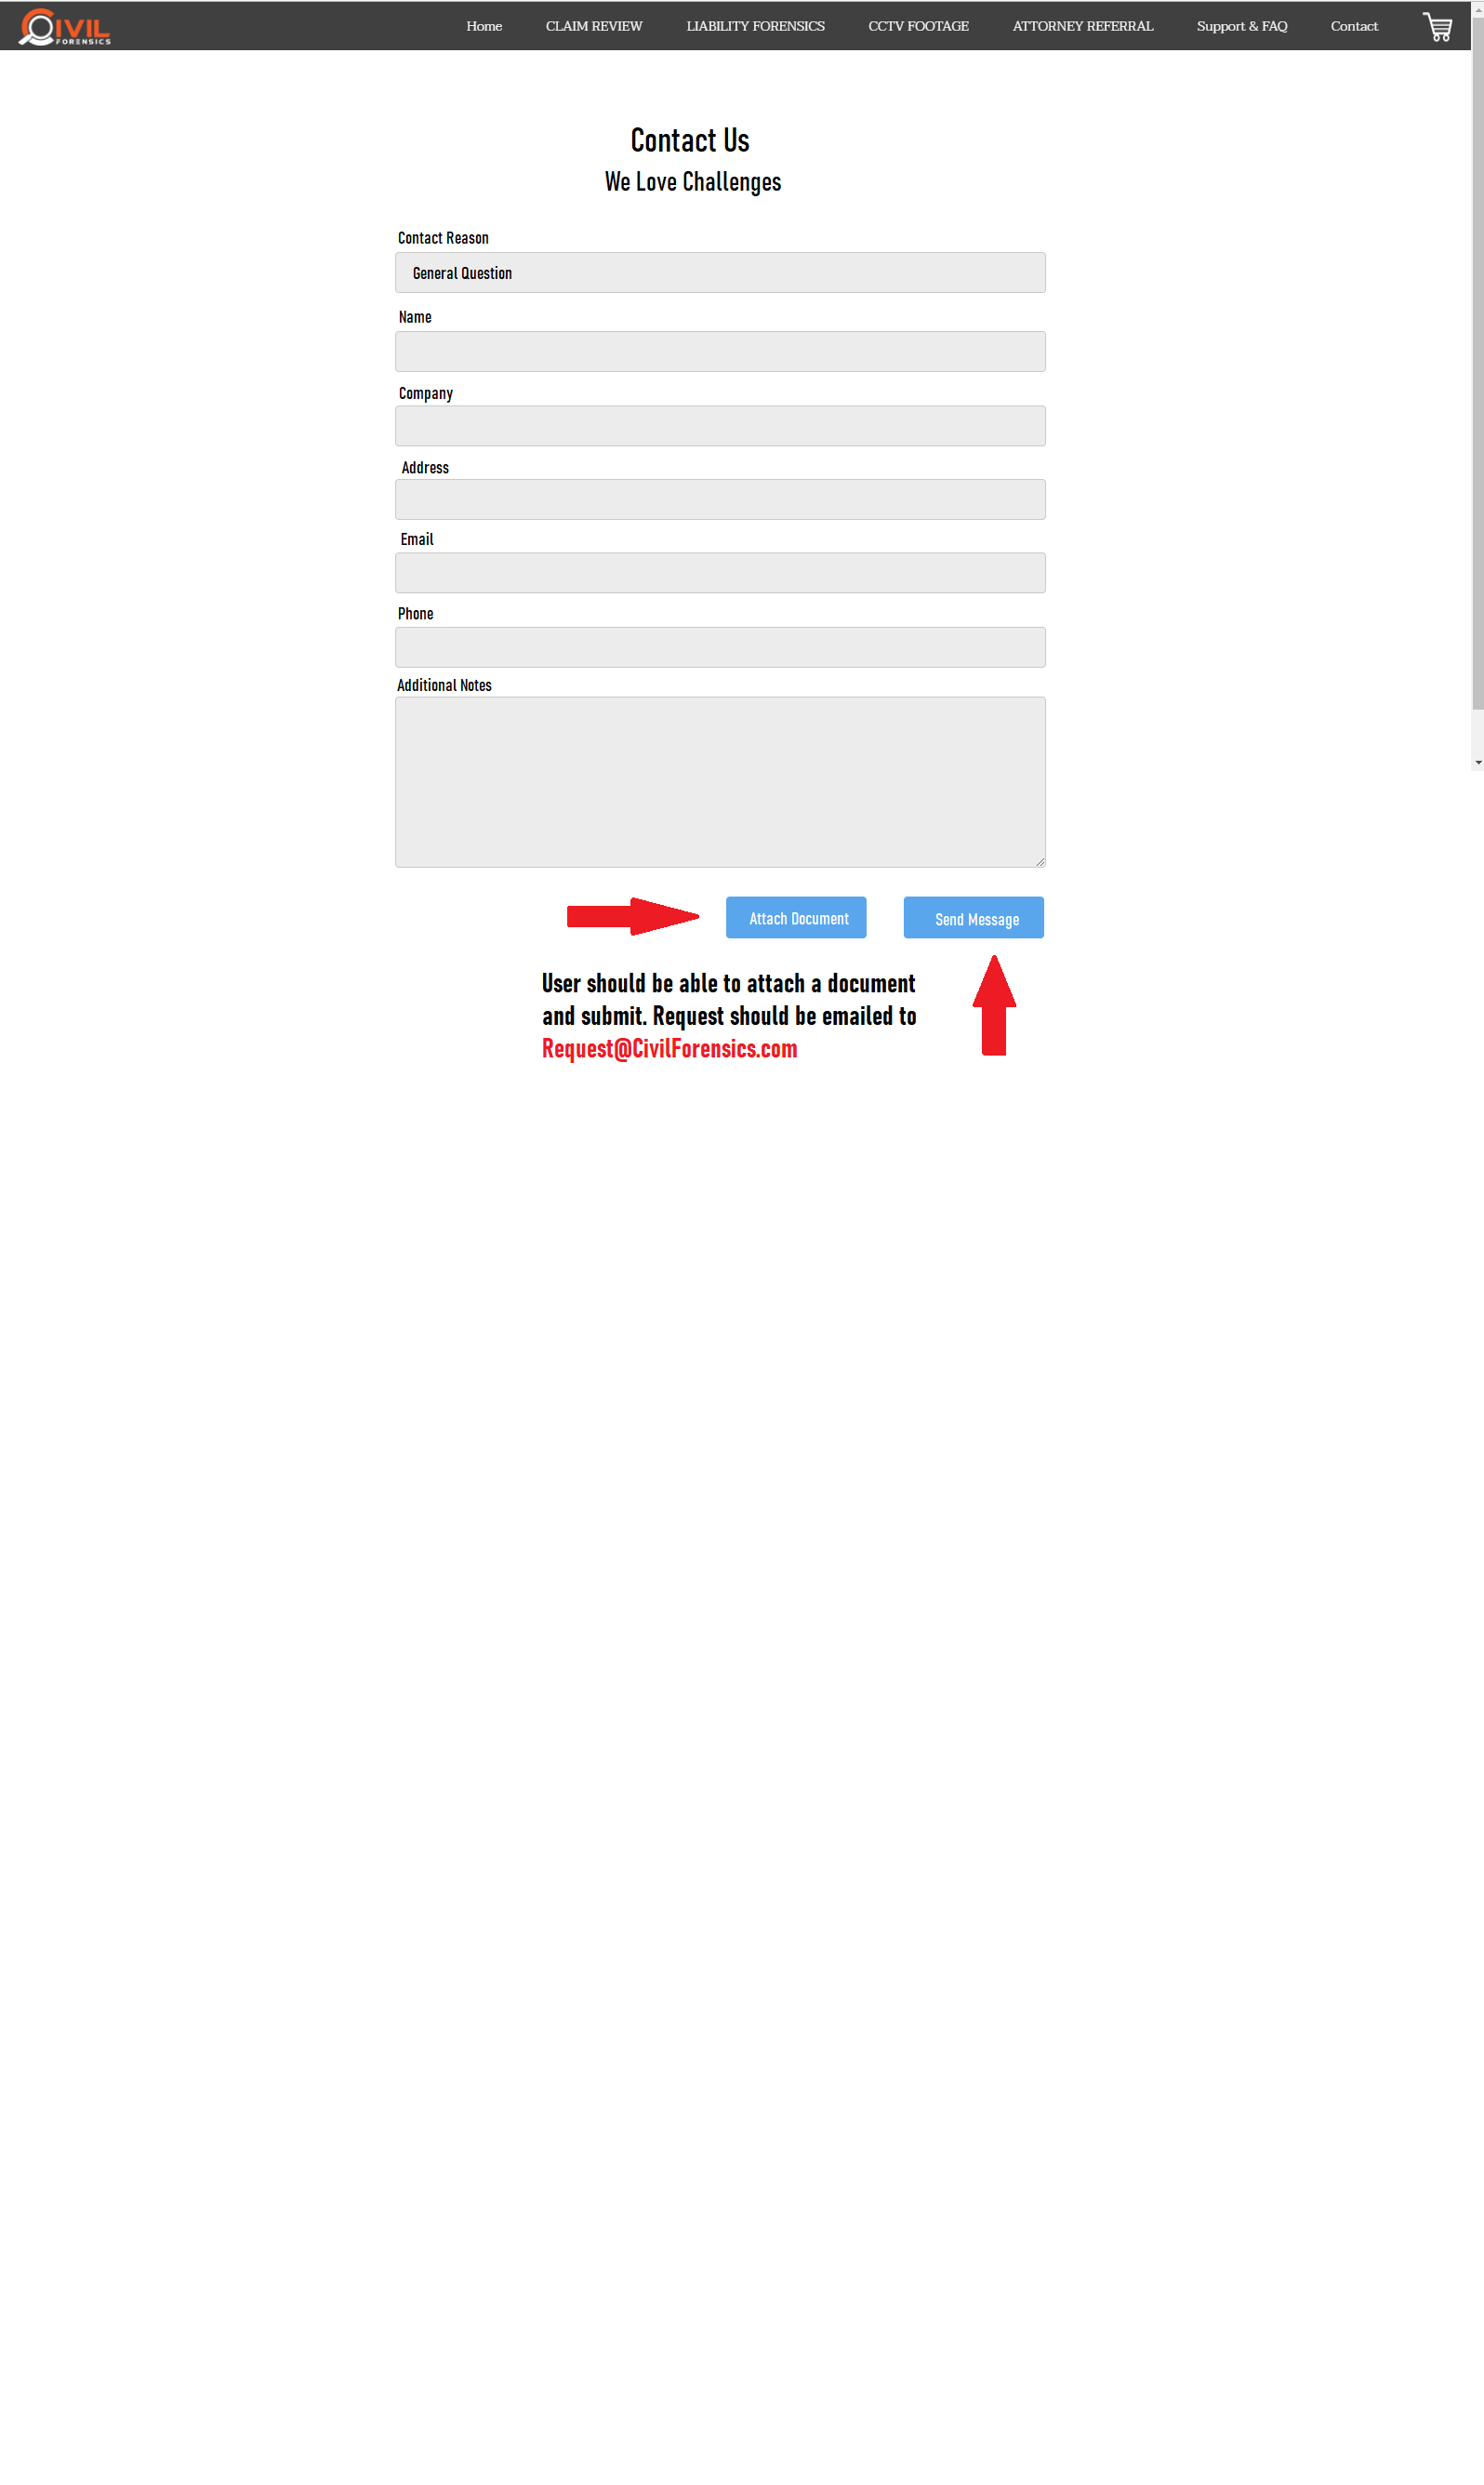 CIVIL
FORENSICS
Home CLAIM REVIEW LIABILITY FORENSICS CCTV FOOTAGE ATTORNEY REFERRAL Support & FAQ Contact
Contact Us
We Love Challenges
Contact Reason
General Question
Name
Company
Address
Email
Phone
Additional Notes
Attach Document Send Message
User should be able to attach a document
and submit. Request should be emailed to
Request@CivilForensics.com